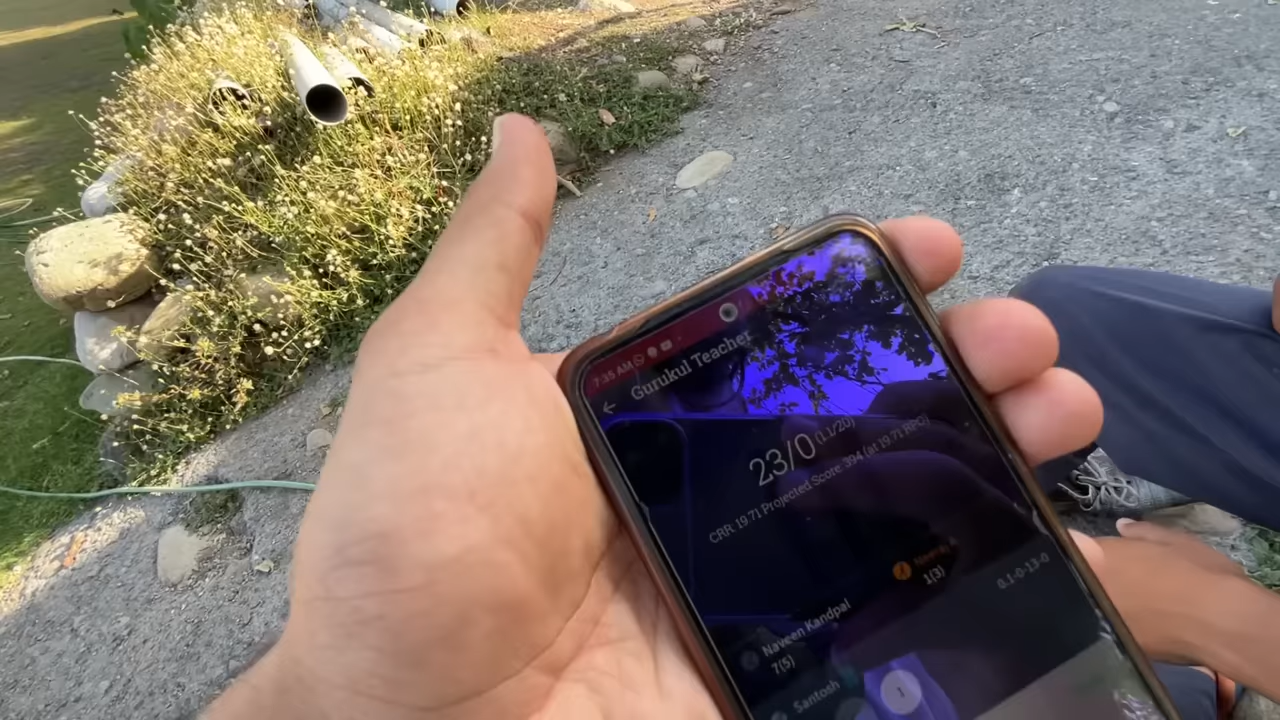 7:35 AM
Gurukul Teacher
23/0 (1.1/20)
CRR 19.71 Projected Score: 394 (at 19.71 RPO)
1(3)
Naveen Kandpal
7(5)
0.1-0-13-0
Santosh
1